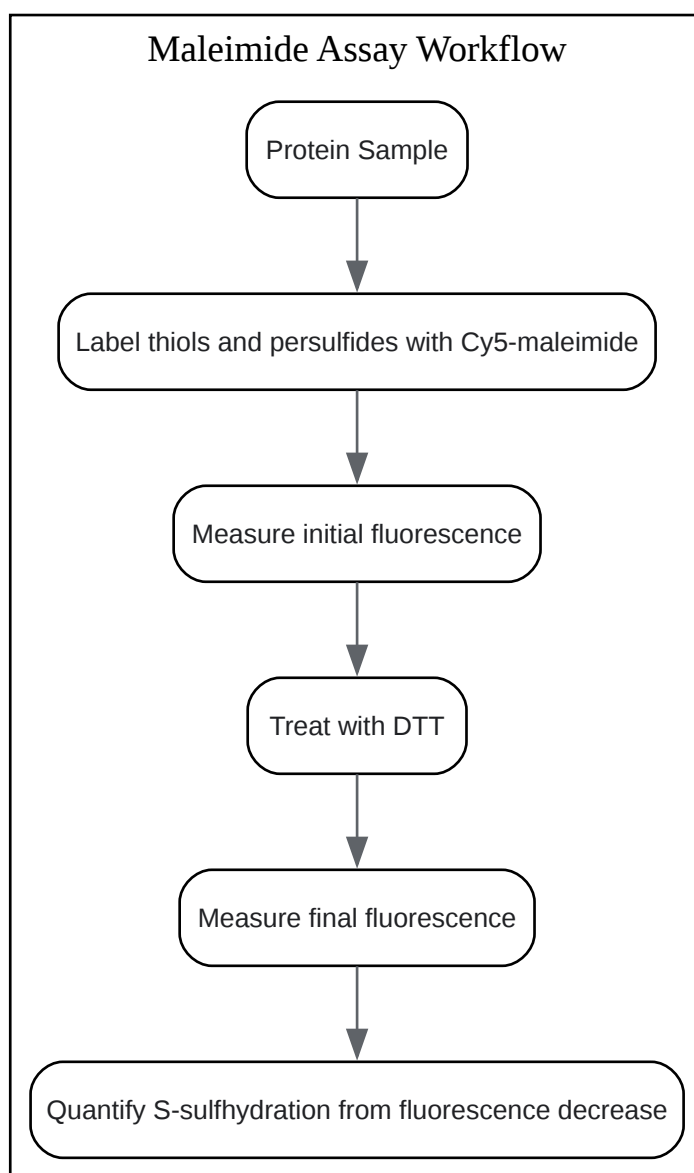 Maleimide Assay Workflow
Protein Sample
Label thiols and persulfides with Cy5-maleimide
Measure initial fluorescence
Treat with DTT
Measure final fluorescence
Quantify S-sulfhydration from fluorescence decrease